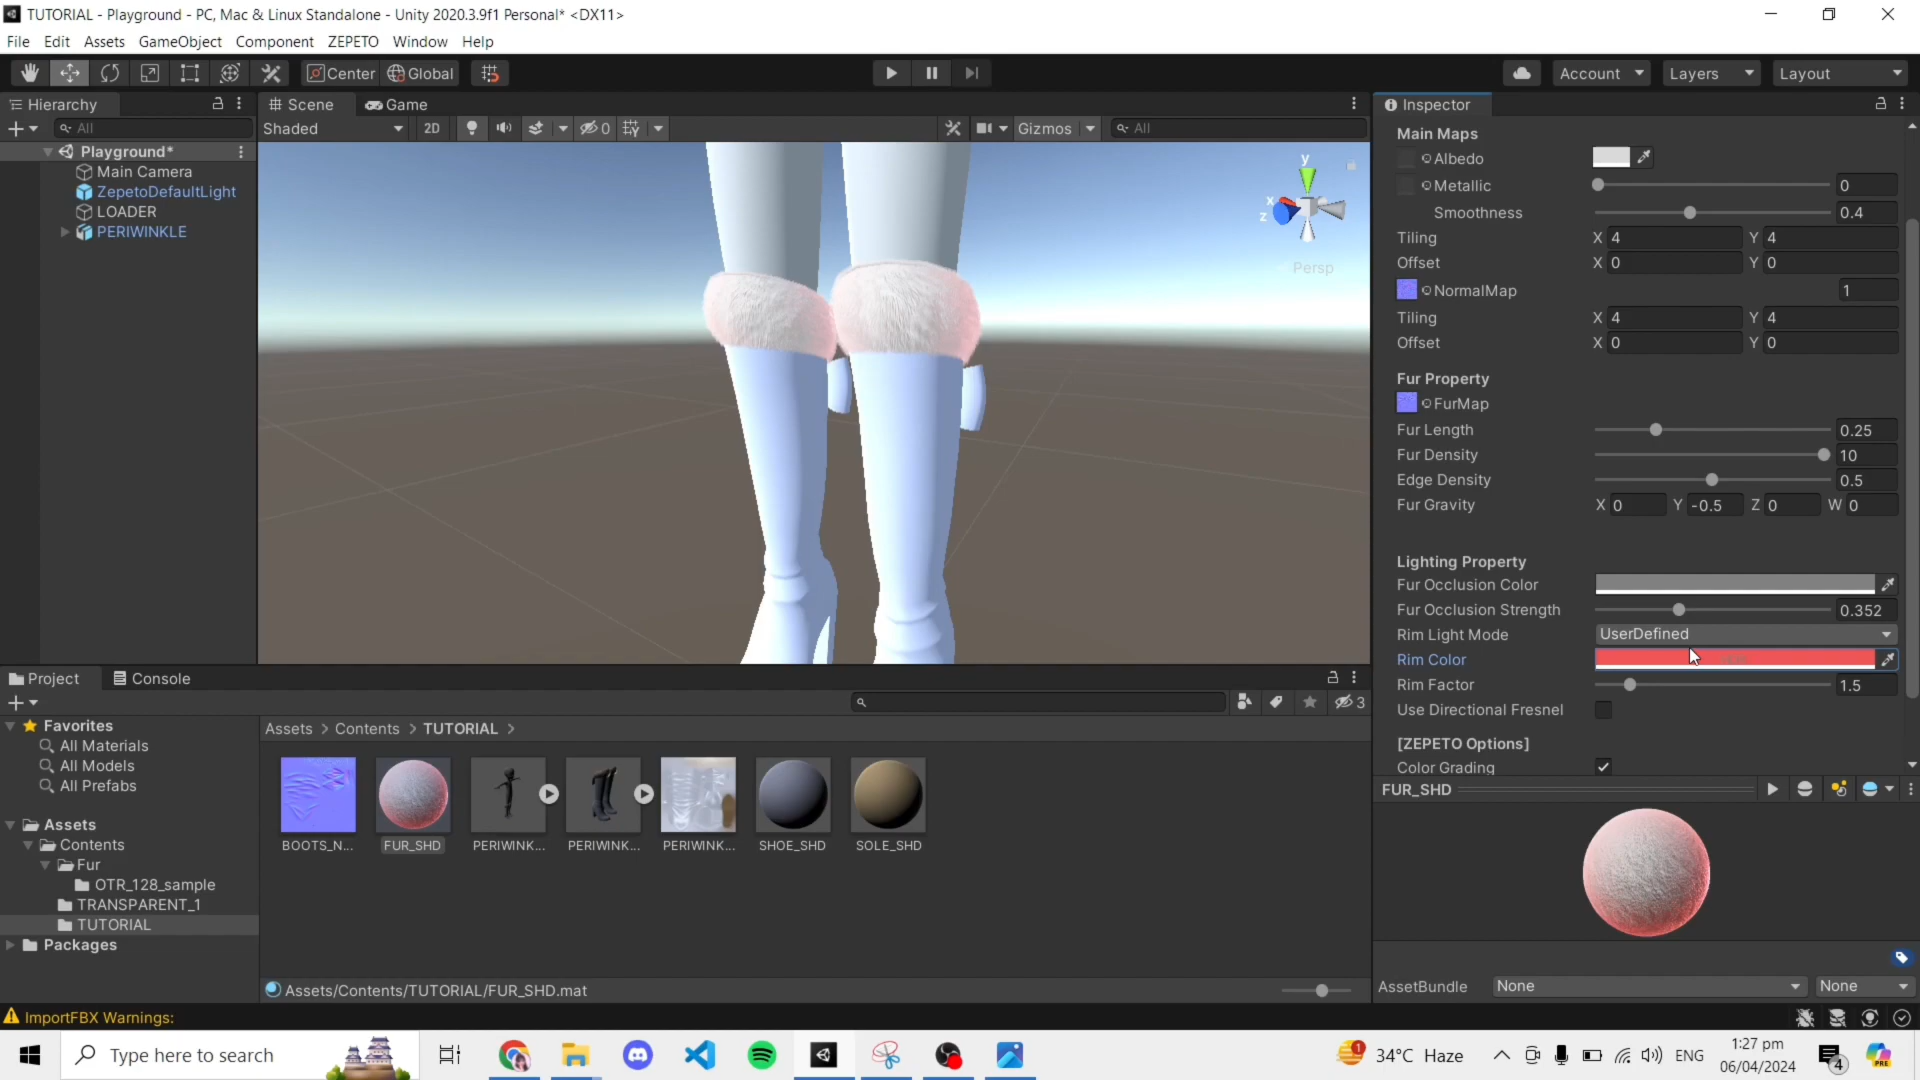 TUTORIAL - Playground - PC, Mac & Linux Standalone - Unity 2020.3.9f1 Personal* <DX11>
File Edit Assets GameObject Component ZEPETO Window Help
Center Global Account Layers Layout
Hierarchy Scene Game Inspector
All Shaded 2D 0 Gizmos All
Playground*
Main Camera
ZepetoDefaultLight
LOADER
PERIWINKLE
y
x
z
Persp
Main Maps
Albedo
Metallic 0
Smoothness 0.4
Tiling X 4 Y 4
Offset X 0 Y 0
NormalMap 1
Tiling X 4 Y 4
Offset X 0 Y 0
Fur Property
FurMap
Fur Length 0.25
Fur Density 10
Edge Density 0.5
Fur Gravity X 0 Y -0.5 Z 0 W 0
Lighting Property
Fur Occlusion Color
Fur Occlusion Strength 0.352
Rim Light Mode UserDefined
Rim Color
Rim Factor 1.5
Use Directional Fresnel
[ZEPETO Options]
Color Grading
Project Console
3
Favorites
All Materials
All Models
All Prefabs
Assets
Contents
Fur
OTR_128_sample
TRANSPARENT_1
TUTORIAL
Packages
Assets > Contents > TUTORIAL >
BOOTS_N... FUR_SHD PERIWINK... PERIWINK... PERIWINK... SHOE_SHD SOLE_SHD
Assets/Contents/TUTORIAL/FUR_SHD.mat
FUR_SHD
AssetBundle None None
ImportFBX Warnings:
Type here to search
1
34°C Haze
ENG
1:27 pm
06/04/2024
4
PRE